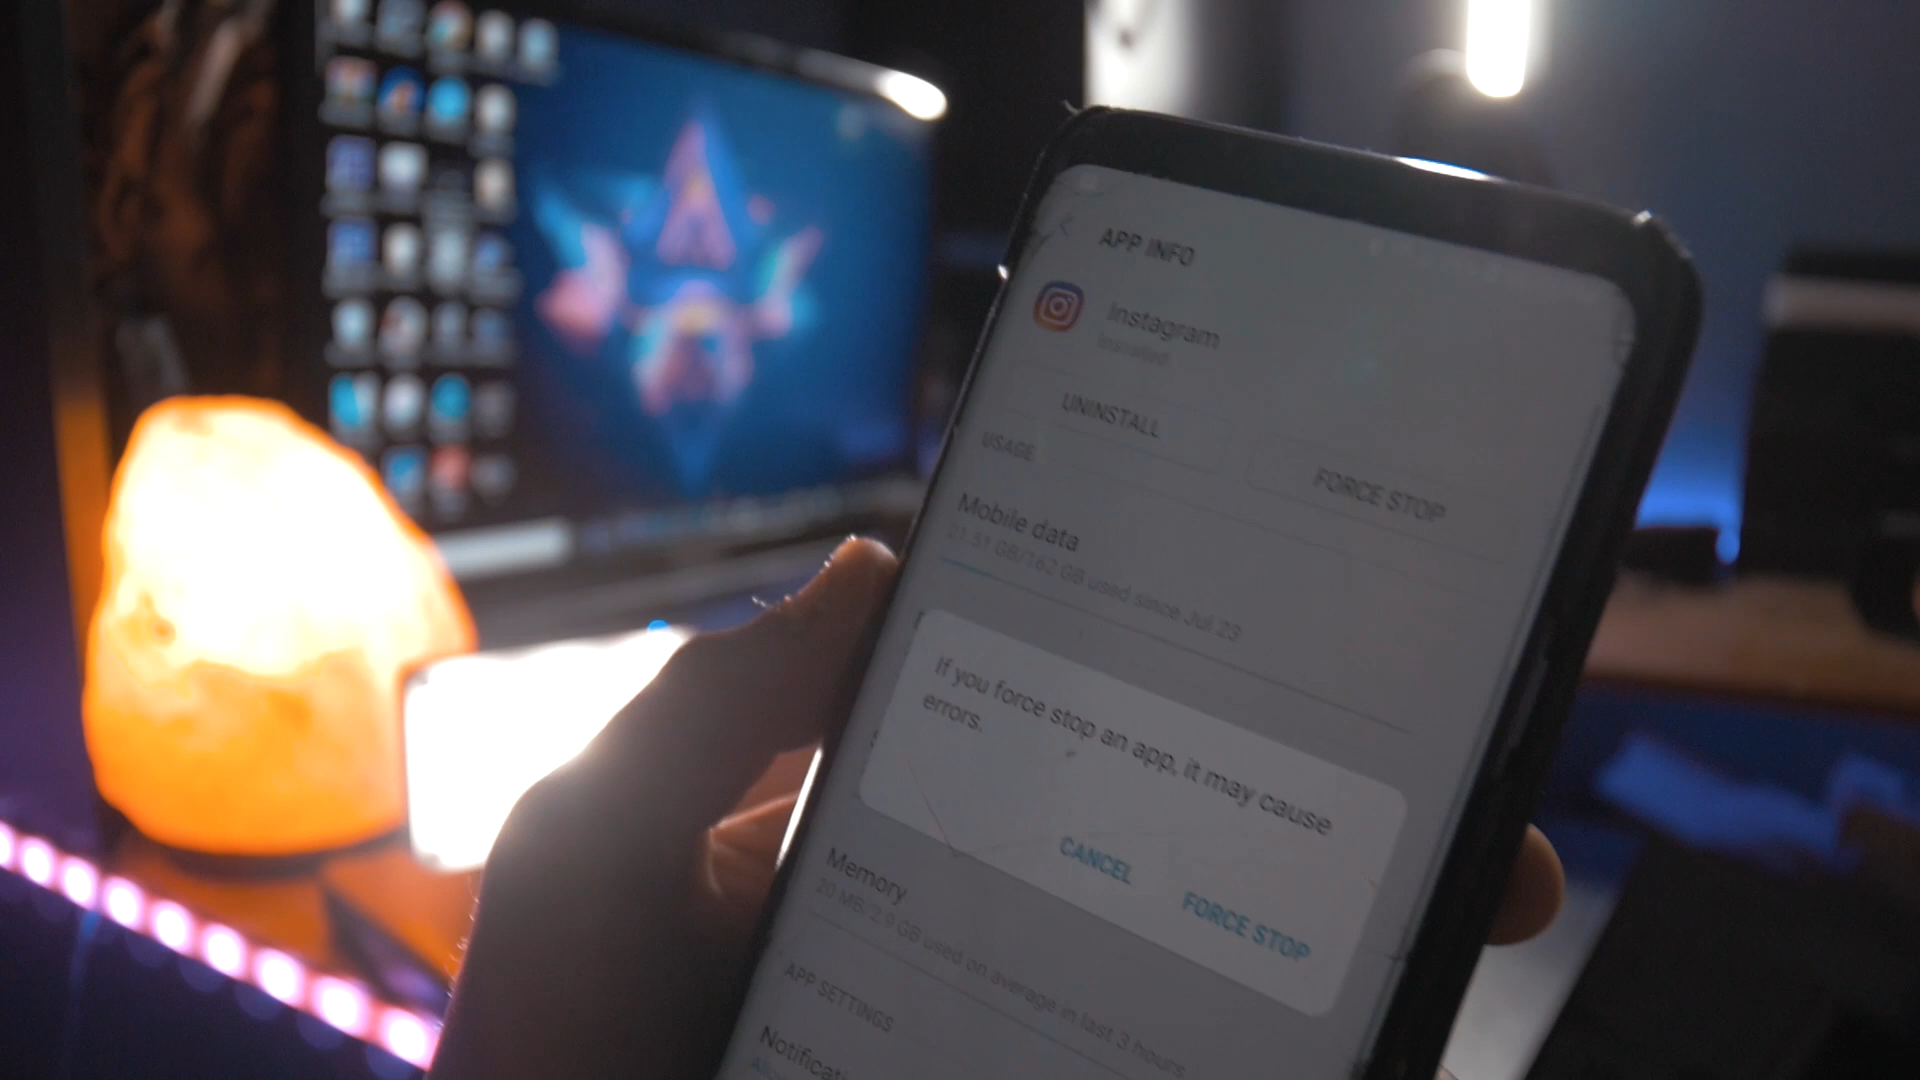 APP INFO
Instagram
Installed
UNINSTALL
FORCE STOP
USAGE
Mobile data
21.51 GB/162 GB used since Jul 23
If you force stop an app, it may cause
errors.
CANCEL
FORCE STOP
Memory
20 MB/2.9 GB used on average in last 3 hours
APP SETTINGS